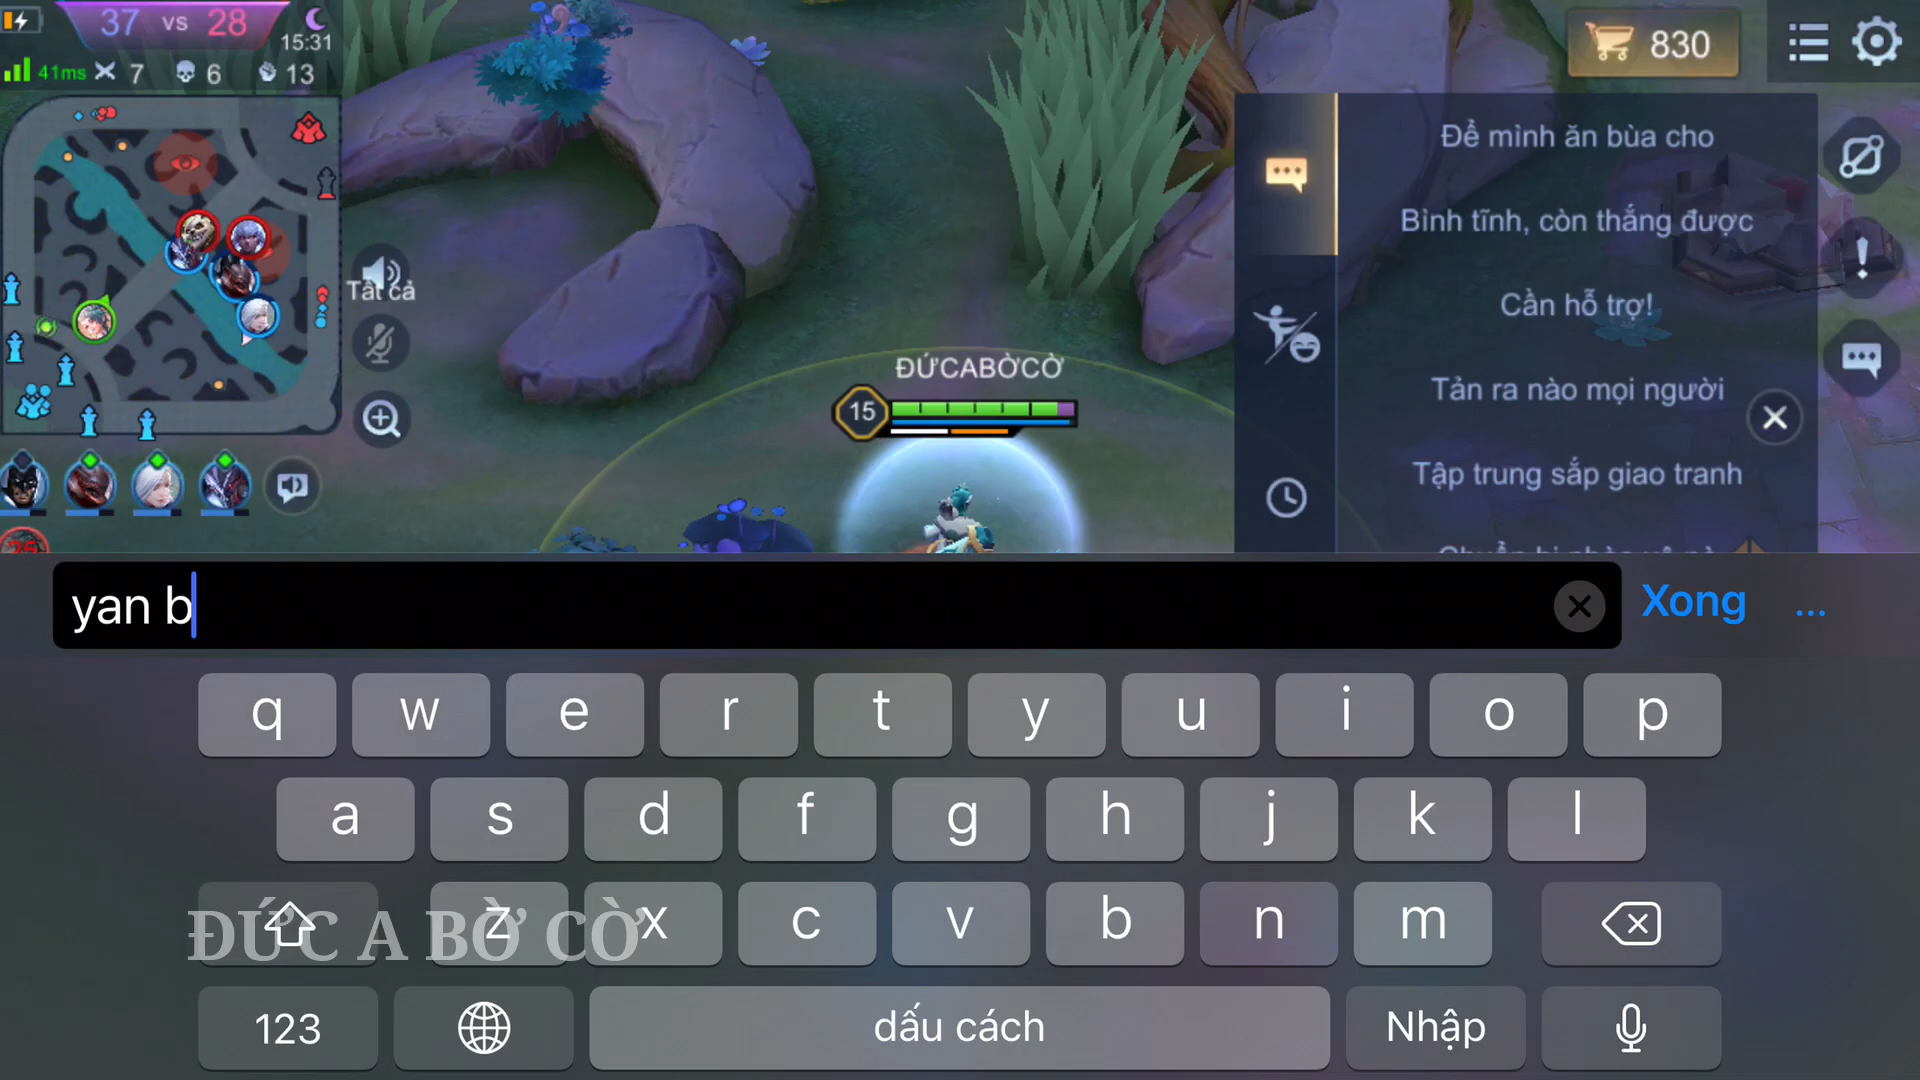 37 vs 28
15:31
41ms 7 6 13
830
Để mình ăn bùa cho
Bình tĩnh, còn thắng được
Cần hỗ trợ!
Tản ra nào mọi người
Tập trung sắp giao tranh
Tất cả
ĐỨCABỜCỜ
15
yan b
Xong ...
q w e r t y u i o p
a s d f g h j k l
z x c v b n m
ĐỨC A BỜ CỜ
123 dấu cách Nhập